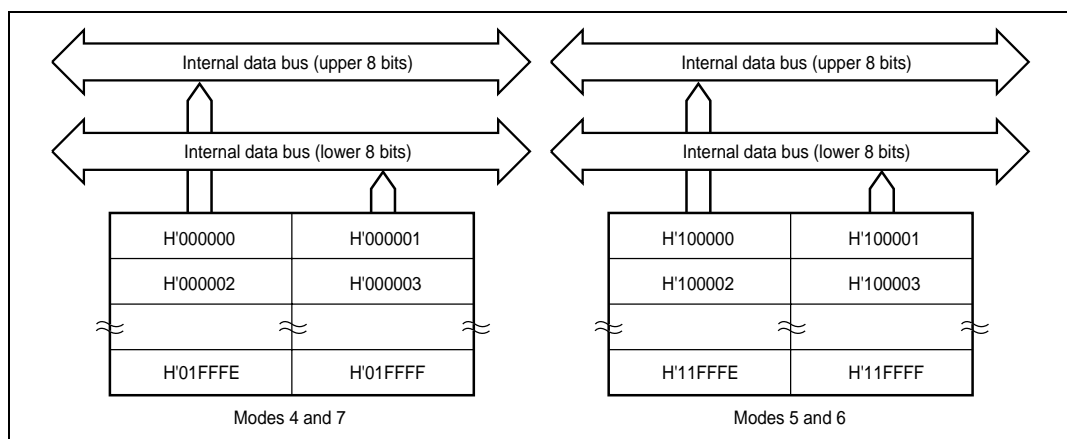 Internal data bus (upper 8 bits)
Internal data bus (lower 8 bits)
H'000000 H'000001
H'000002 H'000003
H'01FFFE H'01FFFF
Modes 4 and 7
Internal data bus (upper 8 bits)
Internal data bus (lower 8 bits)
H'100000 H'100001
H'100002 H'100003
H'11FFFE H'11FFFF
Modes 5 and 6